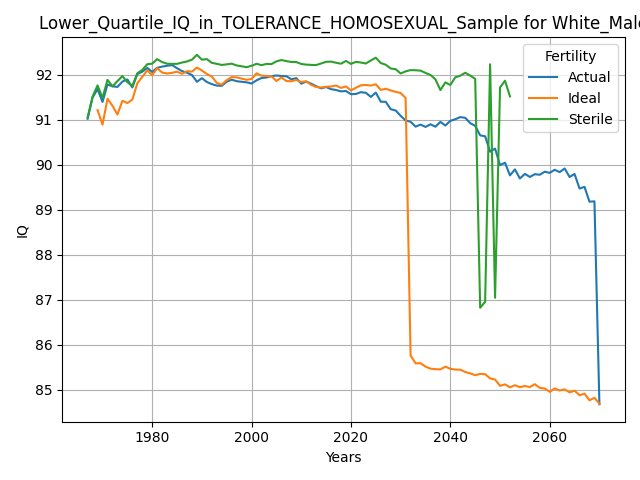 Lower_Quartile_IQ_in_TOLERANCE_HOMOSEXUAL_Sample for White_Male
Fertility
Actual
Ideal
Sterile
92
91
90
89
88
87
86
85
IQ
1980
2000
2020
2040
2060
Years